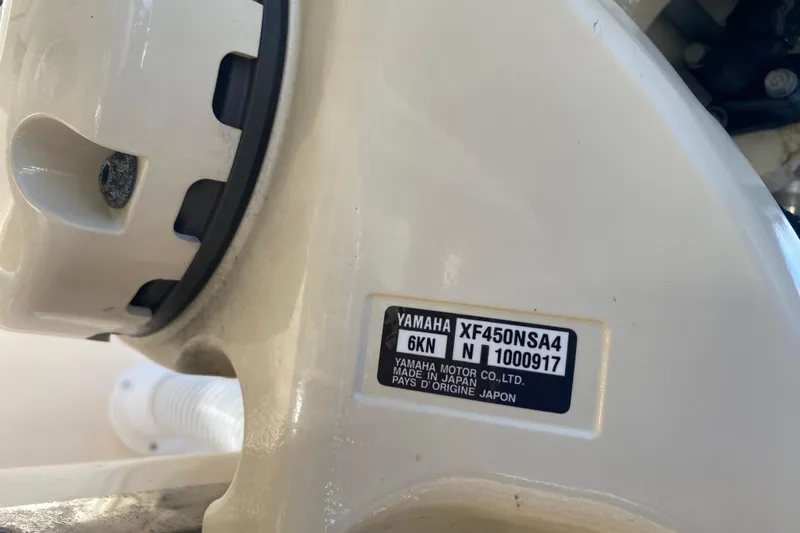 YAMAHA XF450NSA4
6KN N 1000917
YAMAHA MOTOR CO.,LTD.
MADE IN JAPAN
PAYS D'ORIGINE JAPON